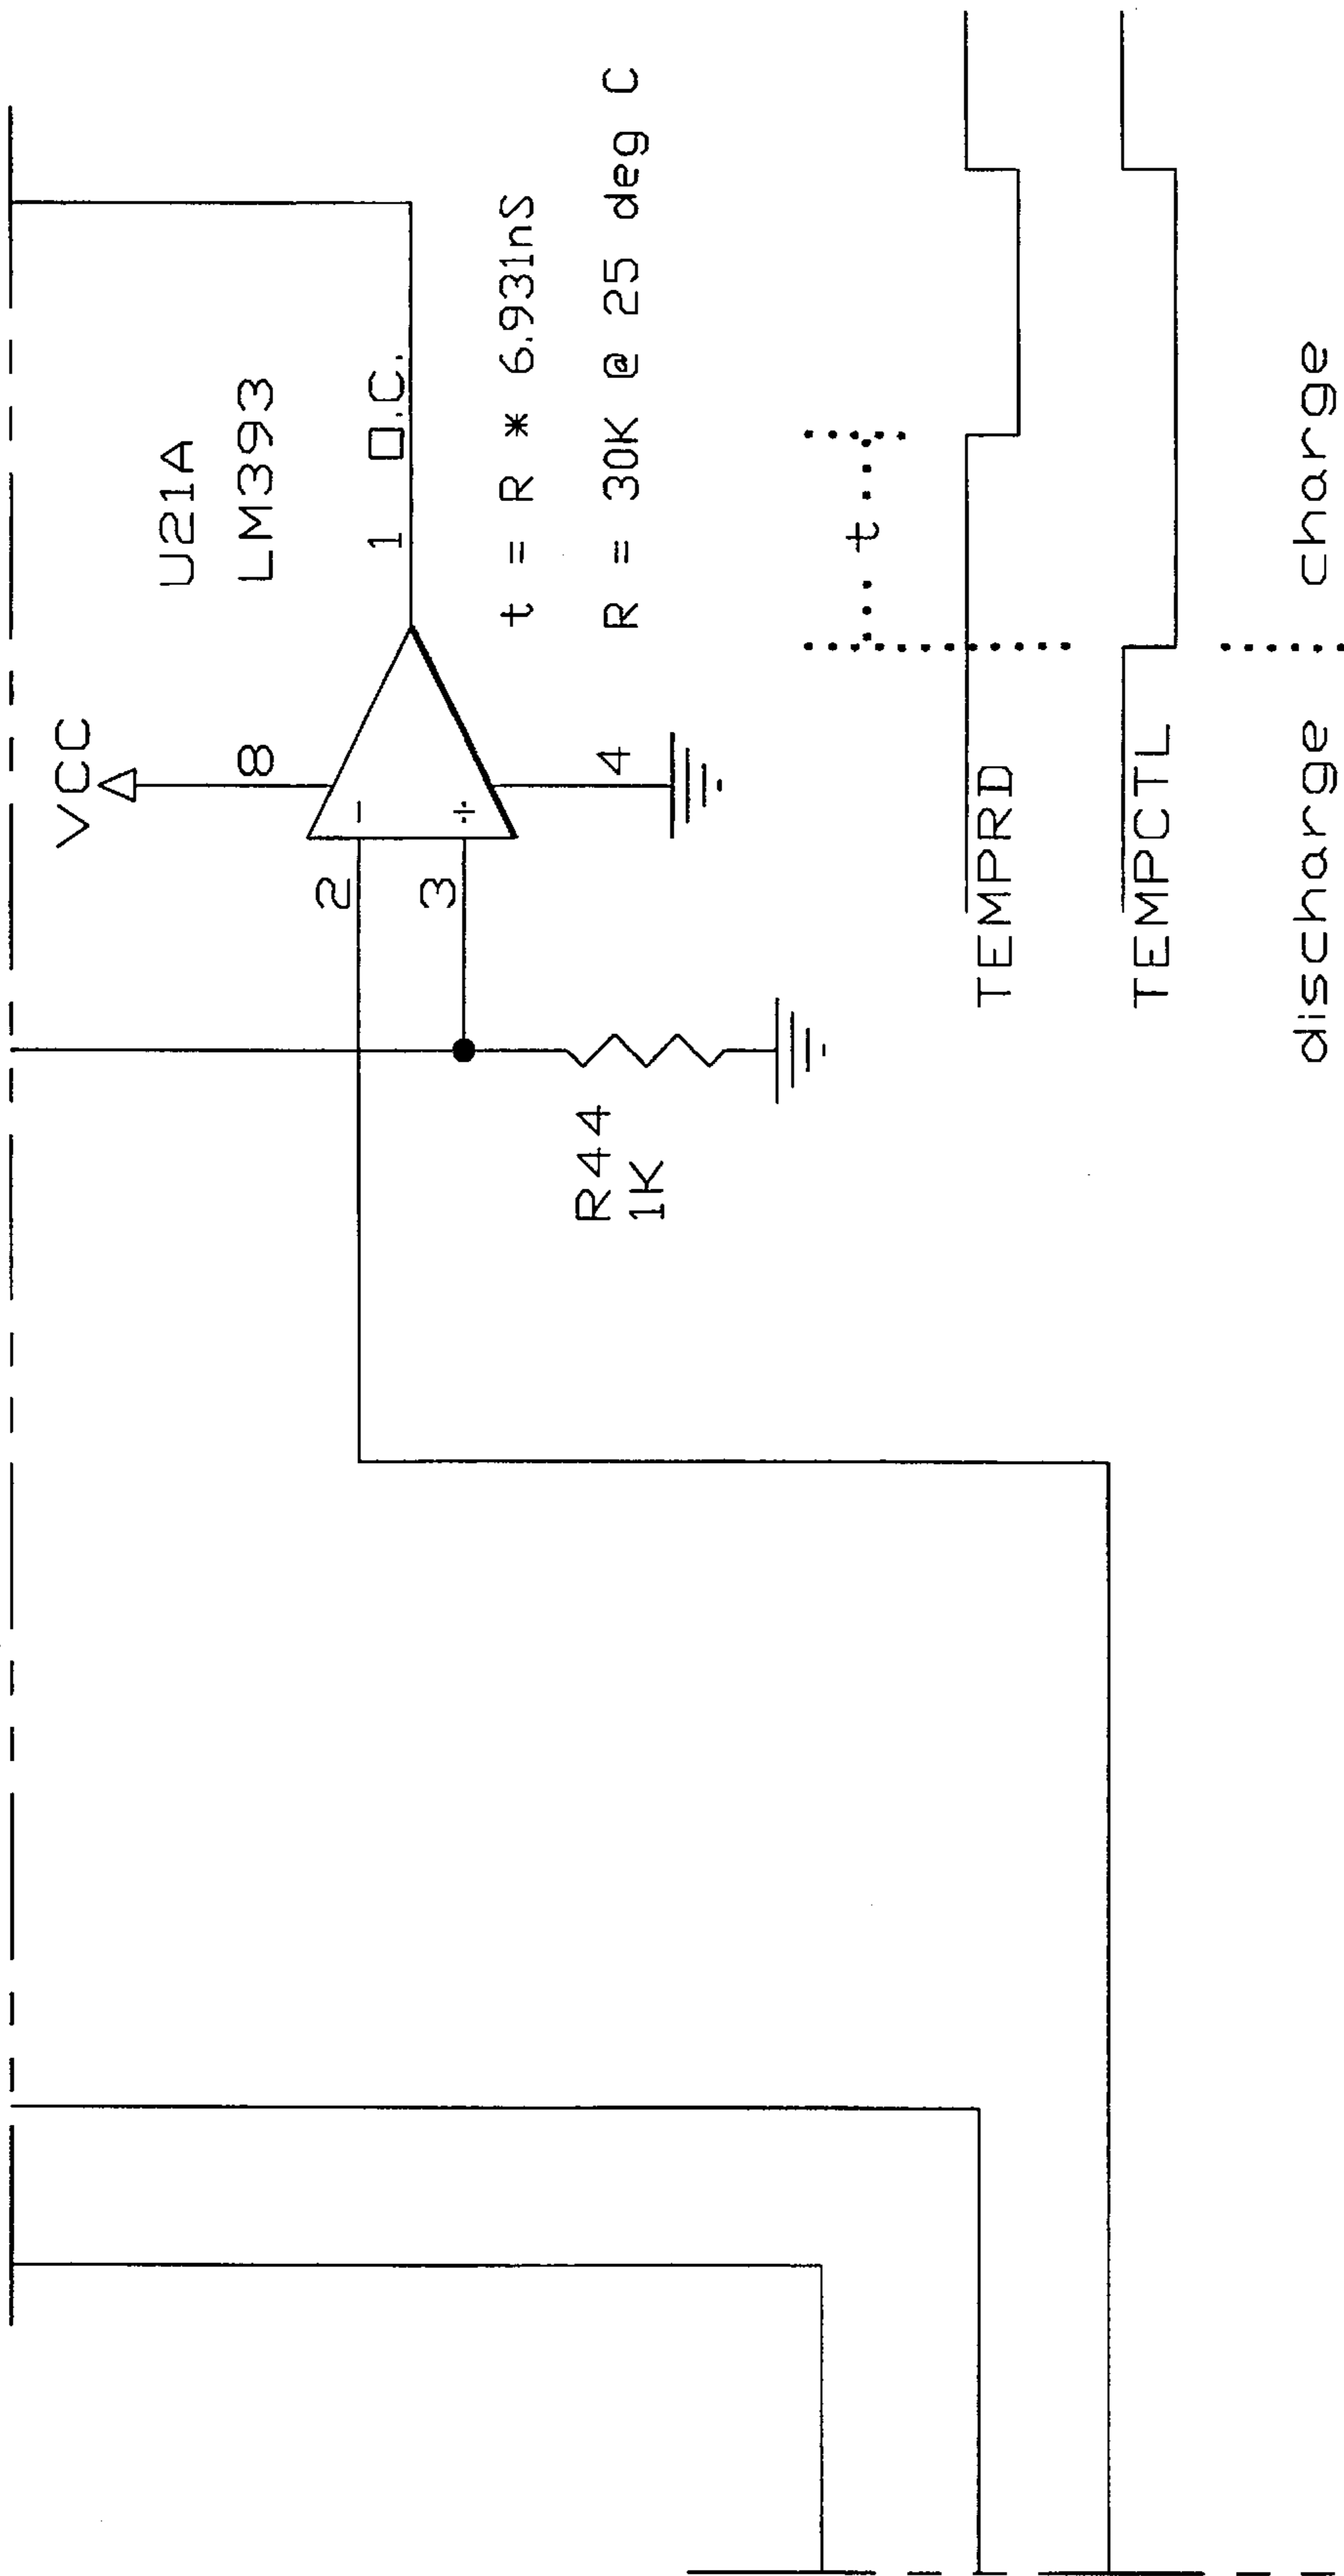 VCC
U21A
LM393
8
2
1
O.C.
3
4
R44
1K
t = R * 6.931nS
R = 30K @ 25 deg C
t
TEMPRD
TEMPCTL
discharge
charge